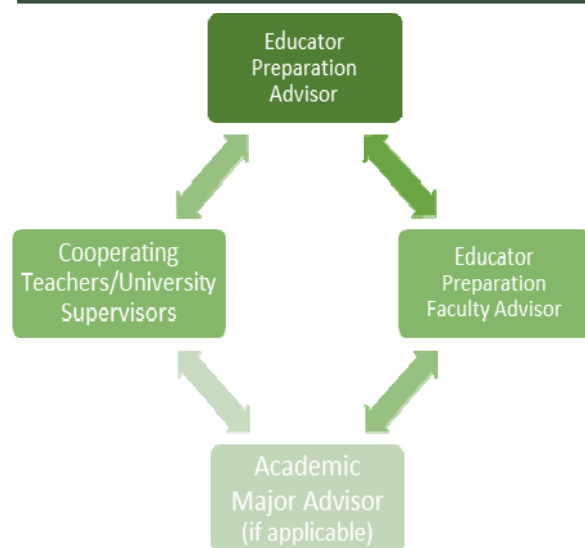 Educator
Preparation
Advisor
Cooperating
Teachers/University
Supervisors
Educator
Preparation
Faculty Advisor
Academic
Major Advisor
(if applicable)